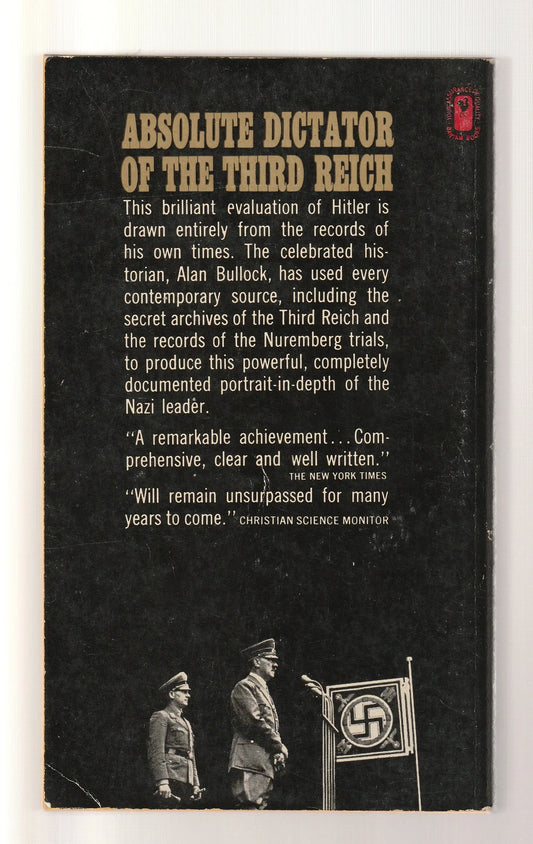 ABSOLUTE DICTATOR
OF THE THIRD REICH
This brilliant evaluation of Hitler is
drawn entirely from the records of
his own times. The celebrated his-
torian, Alan Bullock, has used every
contemporary source, including the
secret archives of the Third Reich and
the records of the Nuremberg trials,
to produce this powerful, completely
documented portrait-in-depth of the
Nazi leader.
"A remarkable achievement... Com-
prehensive, clear and well written."
THE NEW YORK TIMES
"Will remain unsurpassed for many
years to come." CHRISTIAN SCIENCE MONITOR